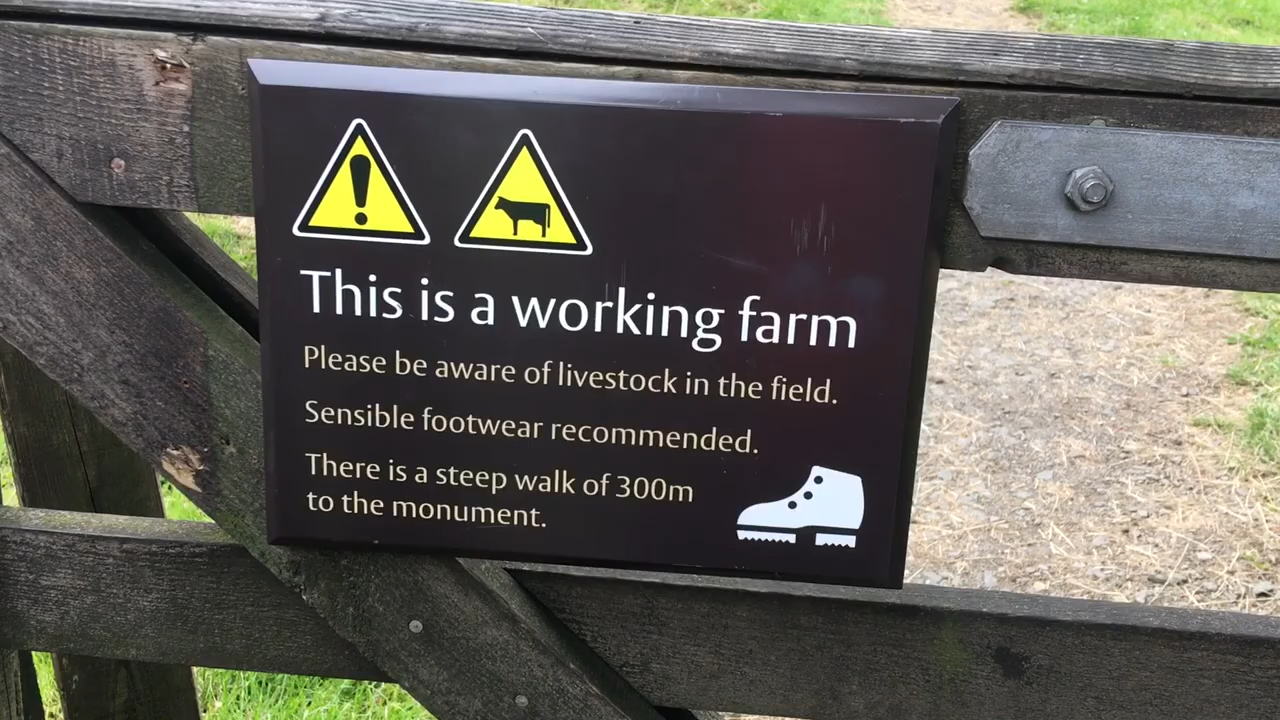 This is a working farm
Please be aware of livestock in the field.
Sensible footwear recommended.
There is a steep walk of 300m
to the monument.